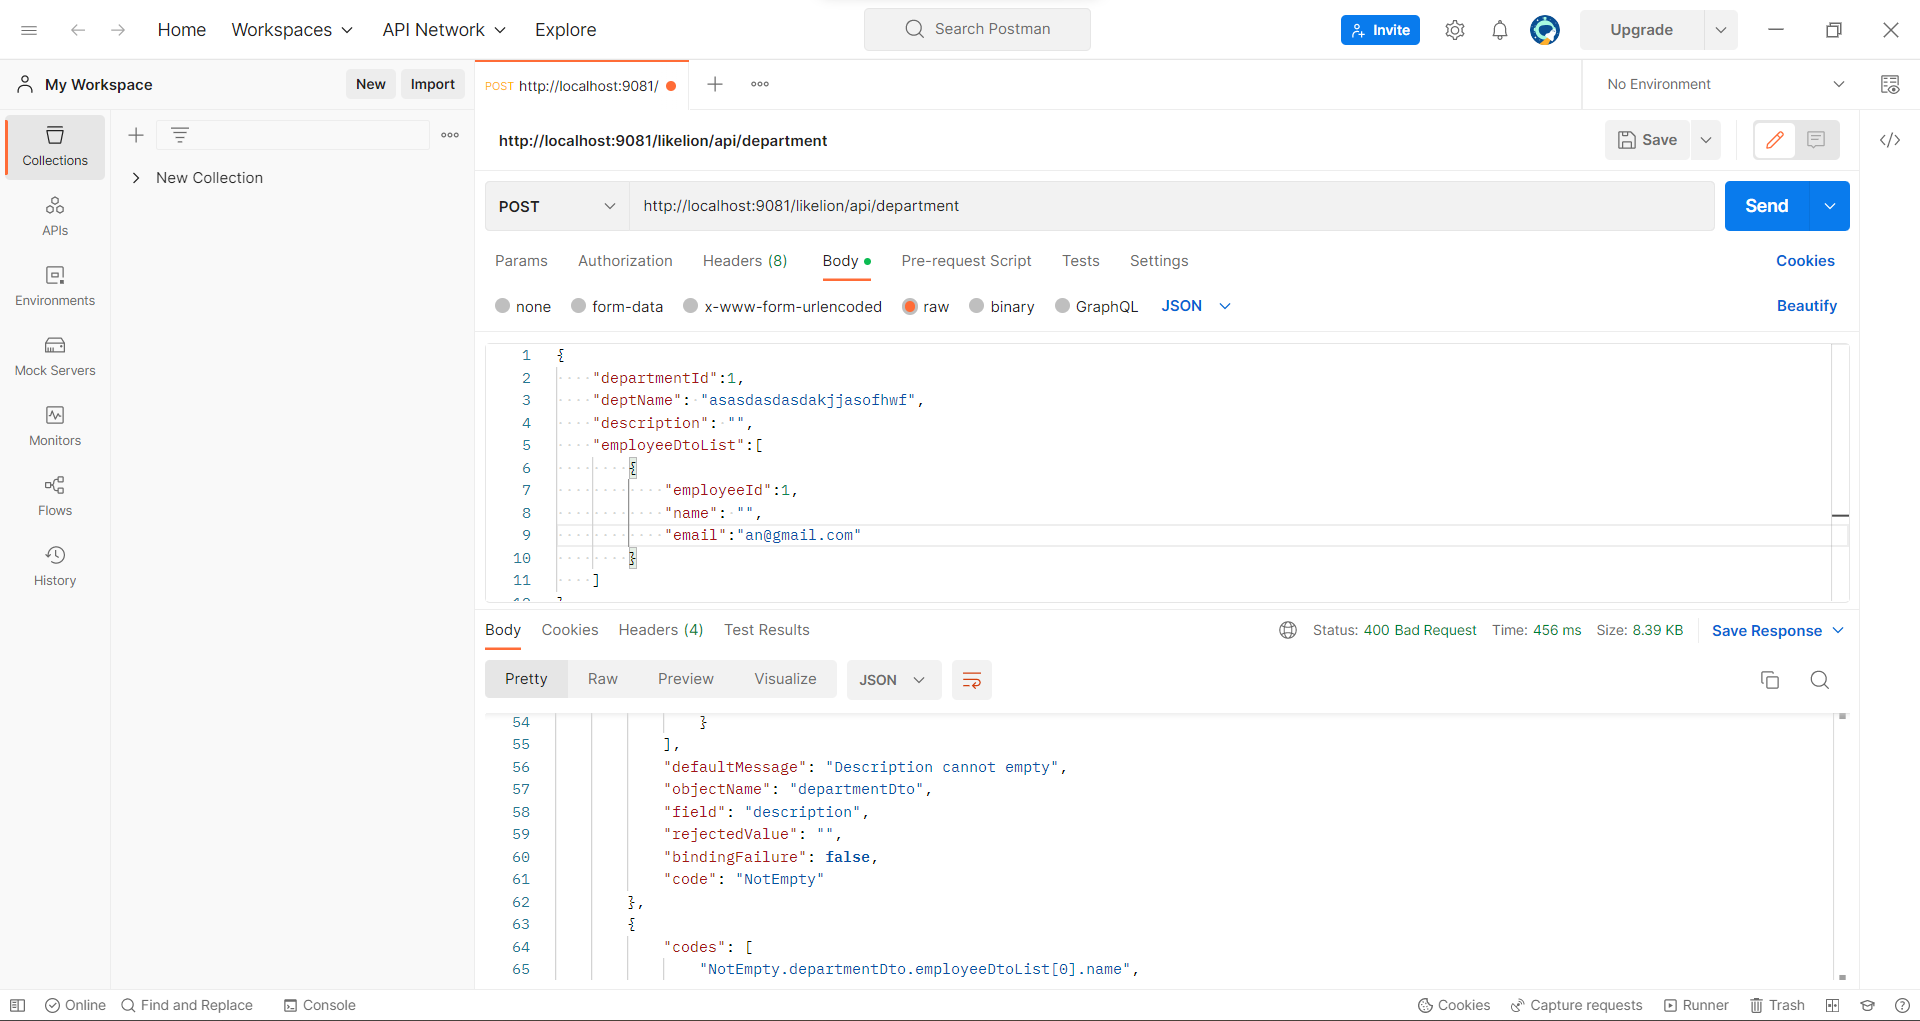 Home Workspaces API Network Explore Search Postman Invite Upgrade
My Workspace New Import POST http://localhost:9081/ No Environment
Collections
APIs
Environments
Mock Servers
Monitors
Flows
History
New Collection
http://localhost:9081/likelion/api/department Save
POST http://localhost:9081/likelion/api/department Send
Params Authorization Headers (8) Body Pre-request Script Tests Settings Cookies
none form-data x-www-form-urlencoded raw binary GraphQL JSON Beautify
1 {
2 "departmentId":1,
3 "deptName": "asasdasdasdakjjasofhwf",
4 "description": "",
5 "employeeDtoList":[
6 {
7 "employeeId":1,
8 "name": "",
9 "email":"an@gmail.com"
10 }
11 ]
12 }
Body Cookies Headers (4) Test Results Status: 400 Bad Request Time: 456 ms Size: 8.39 KB Save Response
Pretty Raw Preview Visualize JSON
54 }
55 ],
56 "defaultMessage": "Description cannot empty",
57 "objectName": "departmentDto",
58 "field": "description",
59 "rejectedValue": "",
60 "bindingFailure": false,
61 "code": "NotEmpty"
62 },
63 {
64 "codes": [
65 "NotEmpty.departmentDto.employeeDtoList[0].name",
Online Find and Replace Console Cookies Capture requests Runner Trash